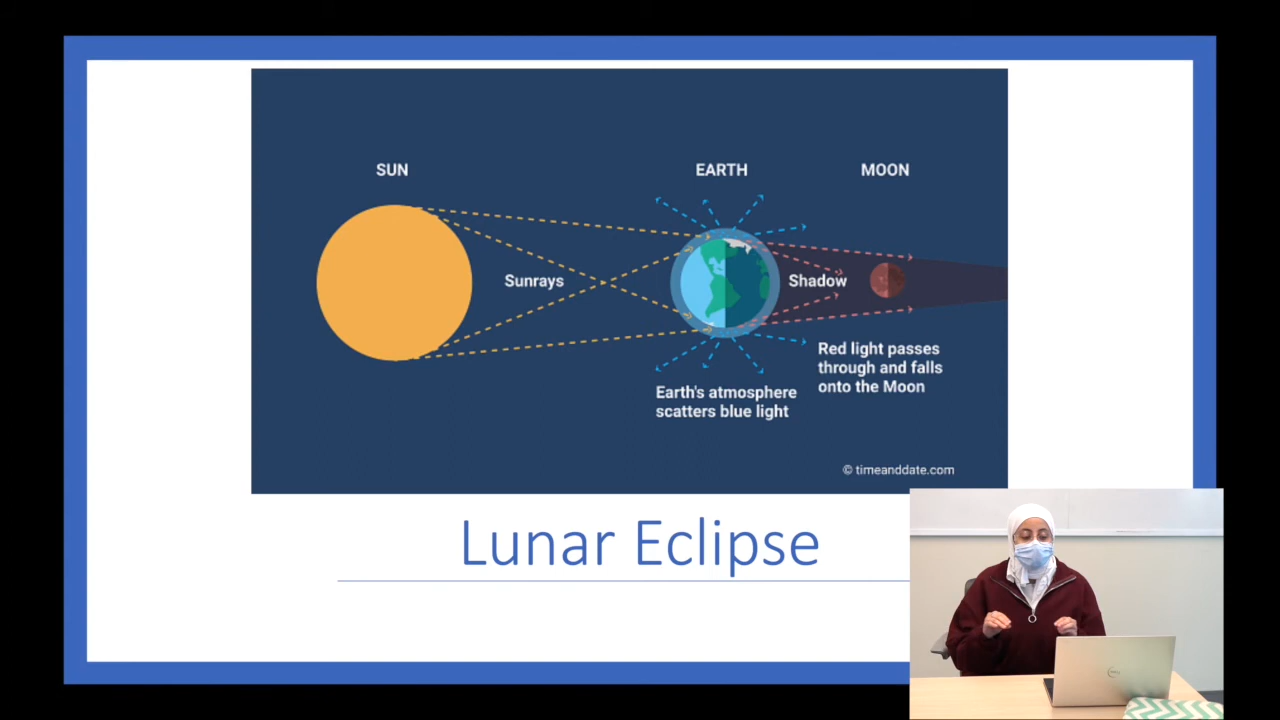 SUN
EARTH
MOON
Sunrays
Shadow
Red light passes
through and falls
onto the Moon
Earth's atmosphere
scatters blue light
© timeanddate.com
Lunar Eclipse